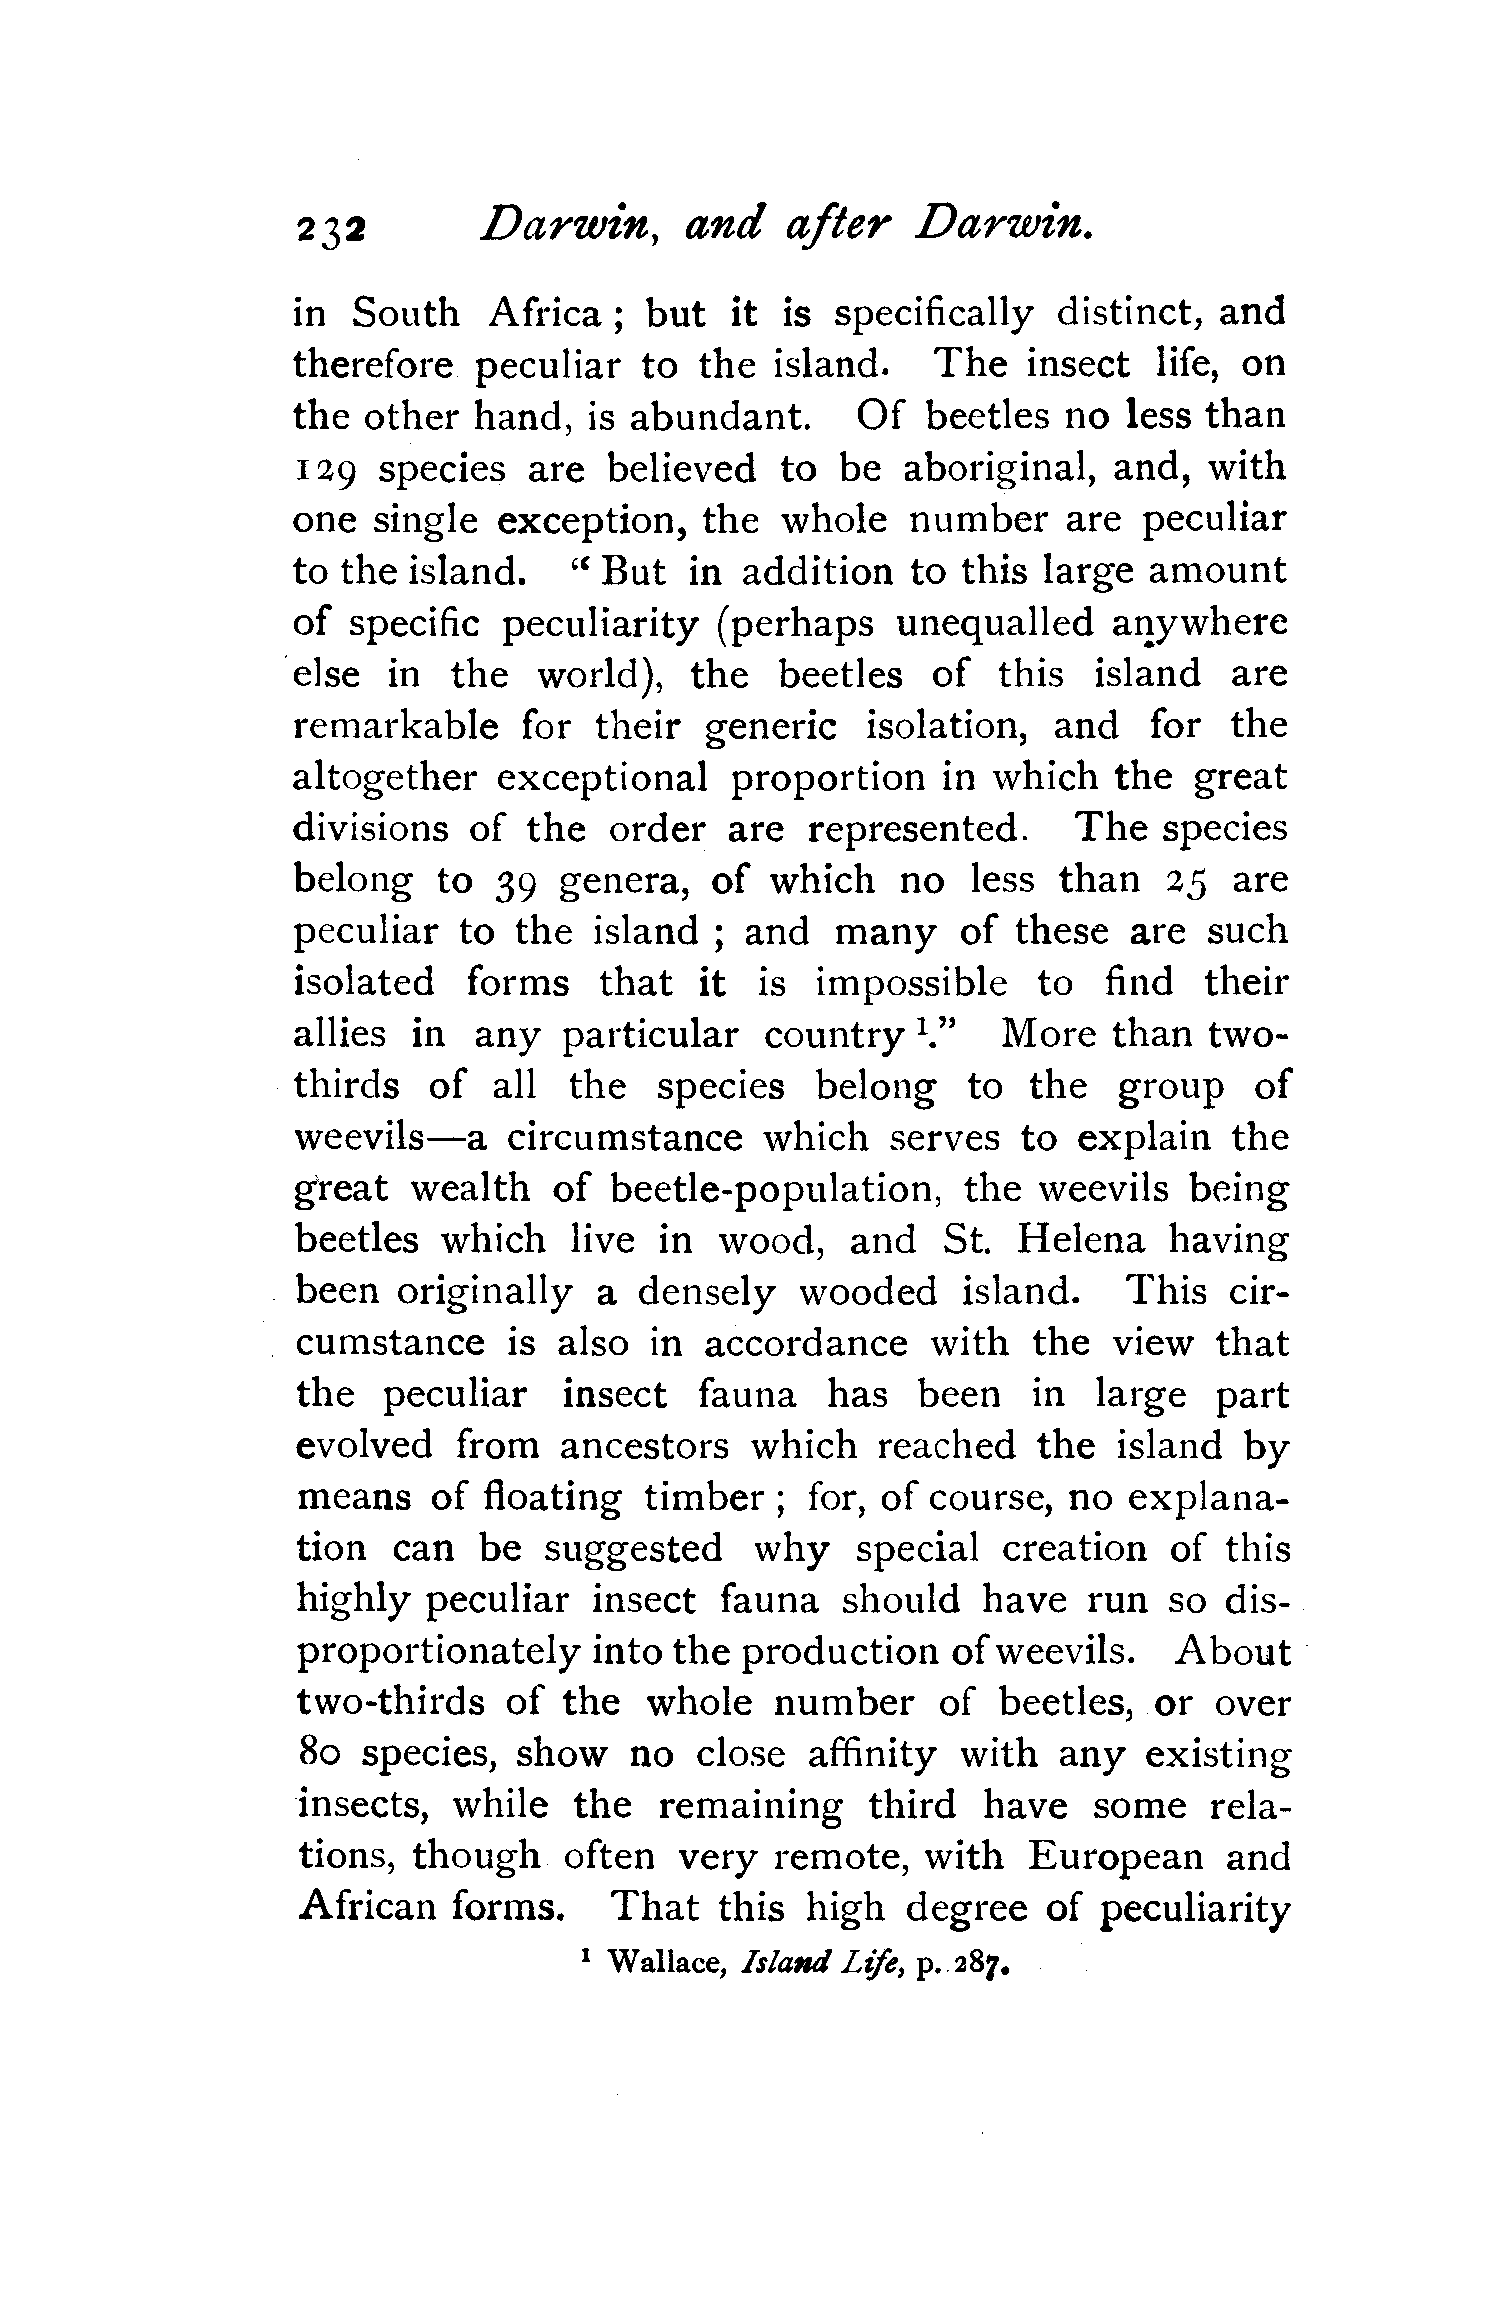 232 Darwin, and after Darwin.
in South Africa ; but it is specifically distinct, and
therefore peculiar to the island. The insect life, on
the other hand, is abundant. Of beetles no less than
129 species are believed to be aboriginal, and, with
one single exception, the whole number are peculiar
to the island. “ But in addition to this large amount
of specific peculiarity (perhaps unequalled anywhere
else in the world), the beetles of this island are
remarkable for their generic isolation, and for the
altogether exceptional proportion in which the great
divisions of the order are represented. The species
belong to 39 genera, of which no less than 25 are
peculiar to the island ; and many of these are such
isolated forms that it is impossible to find their
allies in any particular country ¹.” More than two-
thirds of all the species belong to the group of
weevils—a circumstance which serves to explain the
great wealth of beetle-population, the weevils being
beetles which live in wood, and St. Helena having
been originally a densely wooded island. This cir-
cumstance is also in accordance with the view that
the peculiar insect fauna has been in large part
evolved from ancestors which reached the island by
means of floating timber ; for, of course, no explana-
tion can be suggested why special creation of this
highly peculiar insect fauna should have run so dis-
proportionately into the production of weevils. About
two-thirds of the whole number of beetles, or over
80 species, show no close affinity with any existing
insects, while the remaining third have some rela-
tions, though often very remote, with European and
African forms. That this high degree of peculiarity
¹ Wallace, Island Life, p. 287.